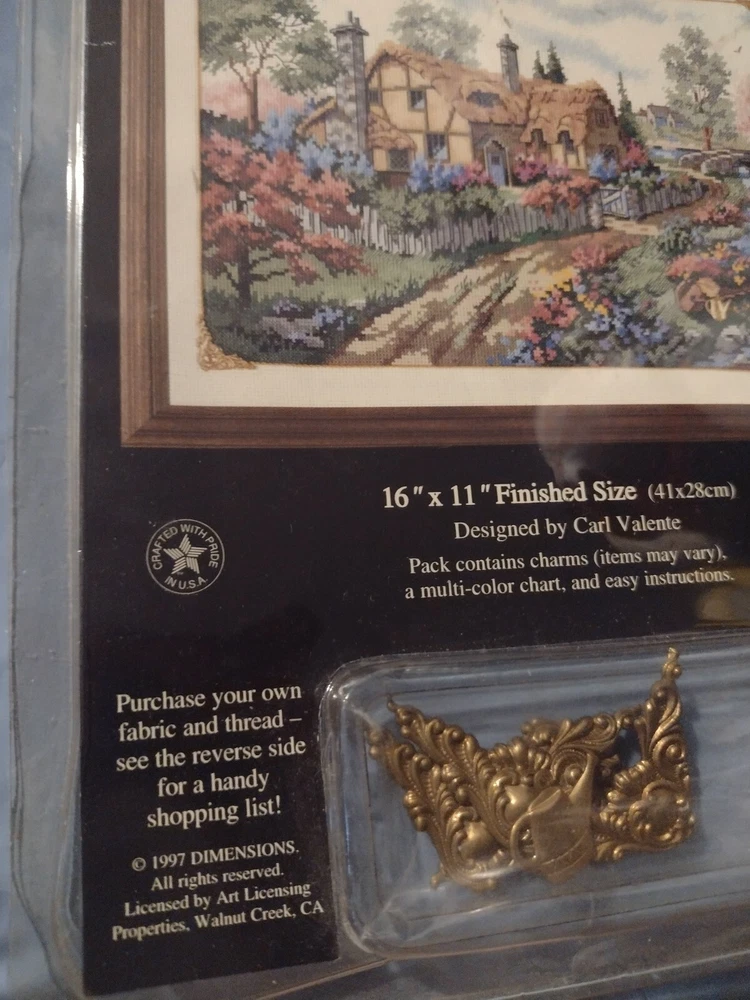 16" x 11" Finished Size (41x28cm)
Designed by Carl Valente
Pack contains charms (items may vary),
a multi-color chart, and easy instructions.
CRAFTED WITH PRIDE
IN U.S.A.
Purchase your own
fabric and thread –
see the reverse side
for a handy
shopping list!
© 1997 DIMENSIONS.
All rights reserved.
Licensed by Art Licensing
Properties, Walnut Creek, CA